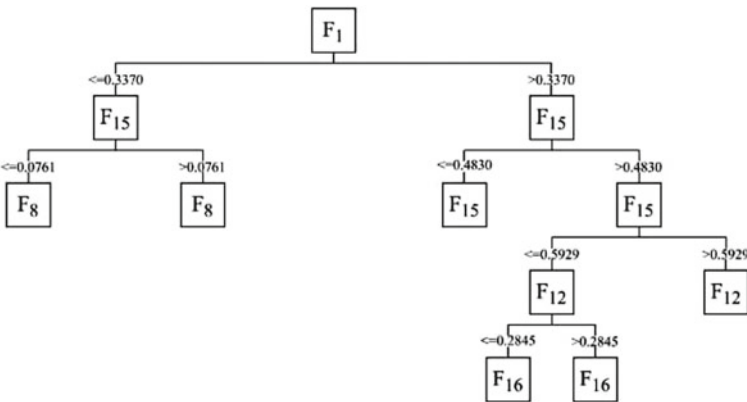 F1
<=0.3370 >0.3370
F15 F15
<=0.0761 >0.0761 <=0.4830 >0.4830
F8 F8 F15 F15
<=0.5929 >0.5929
F12 F12
<=0.2845 >0.2845
F16 F16